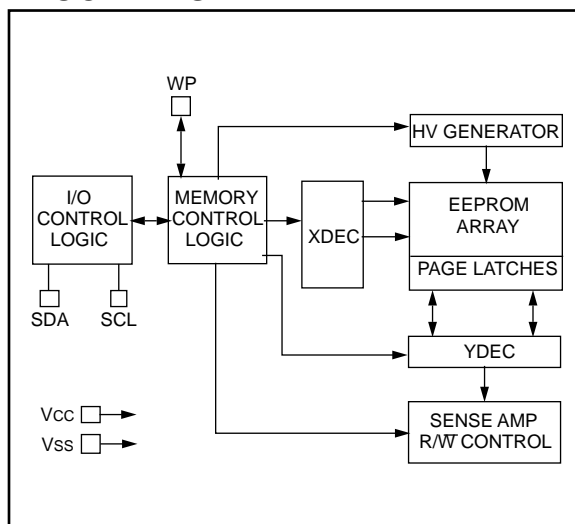 WP
HV GENERATOR
I/O
CONTROL
LOGIC
MEMORY
CONTROL
LOGIC
XDEC
EEPROM
ARRAY
PAGE LATCHES
SDA
SCL
YDEC
Vcc
Vss
SENSE AMP
R/W̅ CONTROL